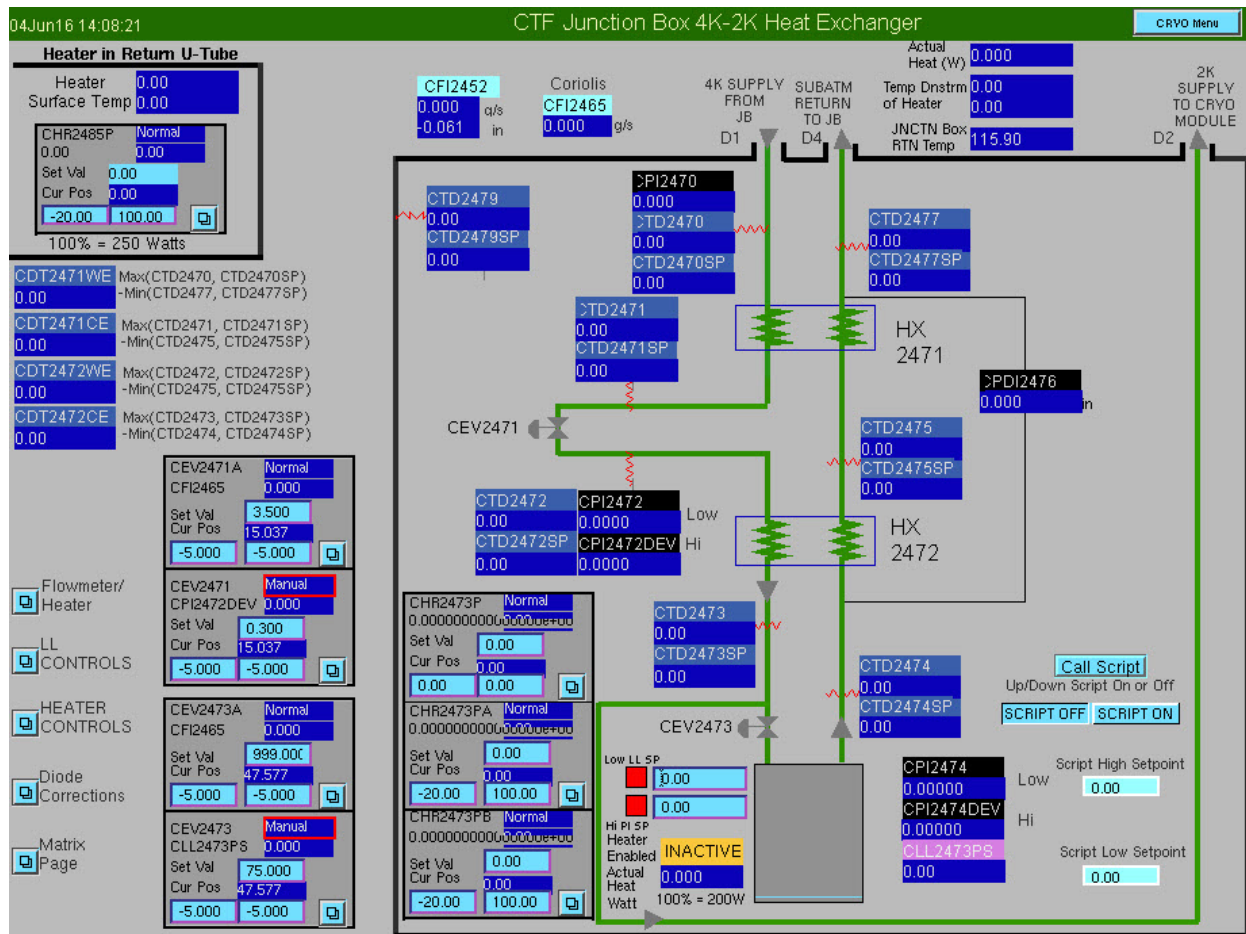 04Jun16 14:08:21
CTF Junction Box 4K-2K Heat Exchanger
CRYO Menu
Heater in Return U-Tube
Heater 0.00
Surface Temp 0.00
CHR2485P Normal
0.00 0.00
Set Val 0.00
Cur Pos 0.00
-20.00 100.00
100% = 250 Watts
CFI2452
0.000 g/s
-0.061 in
Coriolis
CFI2465
0.000 g/s
4K SUPPLY
FROM
JB
D1
SUBATM
RETURN
TO JB
D4
Actual
Heat (W) 0.000
Temp Dnstrm 0.00
of Heater 0.00
JNCTN Box
RTN Temp 115.90
2K
SUPPLY
TO CRYO
MODULE
D2
CDT2471WE Max(CTD2470, CTD2470SP)
0.00 -Min(CTD2477, CTD2477SP)
CDT2471CE Max(CTD2471, CTD2471SP)
0.00 -Min(CTD2475, CTD2475SP)
CDT2472WE Max(CTD2472, CTD2472SP)
0.00 -Min(CTD2475, CTD2475SP)
CDT2472CE Max(CTD2473, CTD2473SP)
0.00 -Min(CTD2474, CTD2474SP)
CTD2479
0.00
CTD2479SP
0.00
CPI2470
0.000
CTD2470
0.00
CTD2470SP
0.00
CTD2477
0.00
CTD2477SP
0.00
CTD2471
0.00
CTD2471SP
0.00
HX
2471
CPDI2476
0.000 in
CEV2471
CTD2475
0.00
CTD2475SP
0.00
CTD2472
0.00
CTD2472SP
0.00
CPI2472
0.0000 Low
CPI2472DEV Hi
0.0000
HX
2472
CEV2471A Normal
CFI2465 0.000
Set Val 3.500
Cur Pos 15.037
-5.000 -5.000
CEV2471 Manual
CPI2472DEV 0.000
Set Val 0.300
Cur Pos 15.037
-5.000 -5.000
CEV2473A Normal
CFI2465 0.000
Set Val 999.000
Cur Pos 47.577
-5.000 -5.000
CEV2473 Manual
CLL2473PS 0.000
Set Val 75.000
Cur Pos 47.577
-5.000 -5.000
Flowmeter/
Heater
LL
CONTROLS
HEATER
CONTROLS
Diode
Corrections
Matrix
Page
CHR2473P Normal
Set Val 0.00
Cur Pos 0.00
0.00 0.00
CHR2473PA Normal
Set Val 0.00
Cur Pos 0.00
-20.00 100.00
CHR2473PB Normal
Set Val 0.00
Cur Pos 0.00
-20.00 100.00
CTD2473
0.00
CTD2473SP
0.00
CEV2473
CTD2474
0.00
CTD2474SP
0.00
Low LL SP
0.00
0.00
Hi PI SP
Heater
Enabled INACTIVE
Actual
Heat 0.000
Watt 100% = 200W
CPI2474
0.00000 Low
CPI2474DEV
0.00000 Hi
CLL2473PS
0.00
Call Script
Up/Down Script On or Off
SCRIPT OFF SCRIPT ON
Script High Setpoint
0.00
Script Low Setpoint
0.00